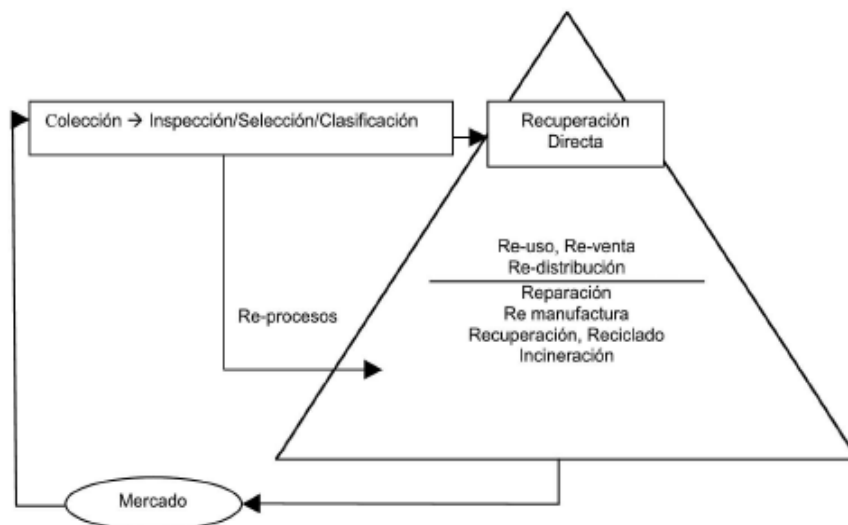 Colección → Inspección/Selección/Clasificación
Recuperación
Directa
Re-uso, Re-venta
Re-distribución
Reparación
Re manufactura
Recuperación, Reciclado
Incineración
Re-procesos
Mercado